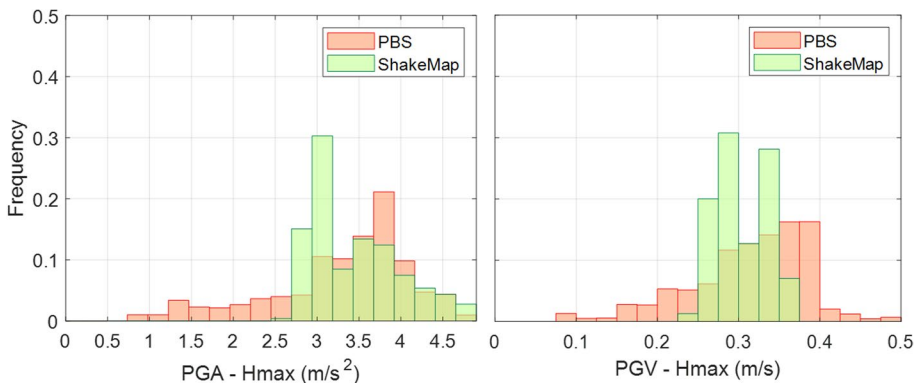 0.5
0.4
0.3
0.2
0.1
0
Frequency
PBS
ShakeMap
0 0.5 1 1.5 2 2.5 3 3.5 4 4.5
PGA - Hmax (m/s²)
PBS
ShakeMap
0.1 0.2 0.3 0.4 0.5
PGV - Hmax (m/s)